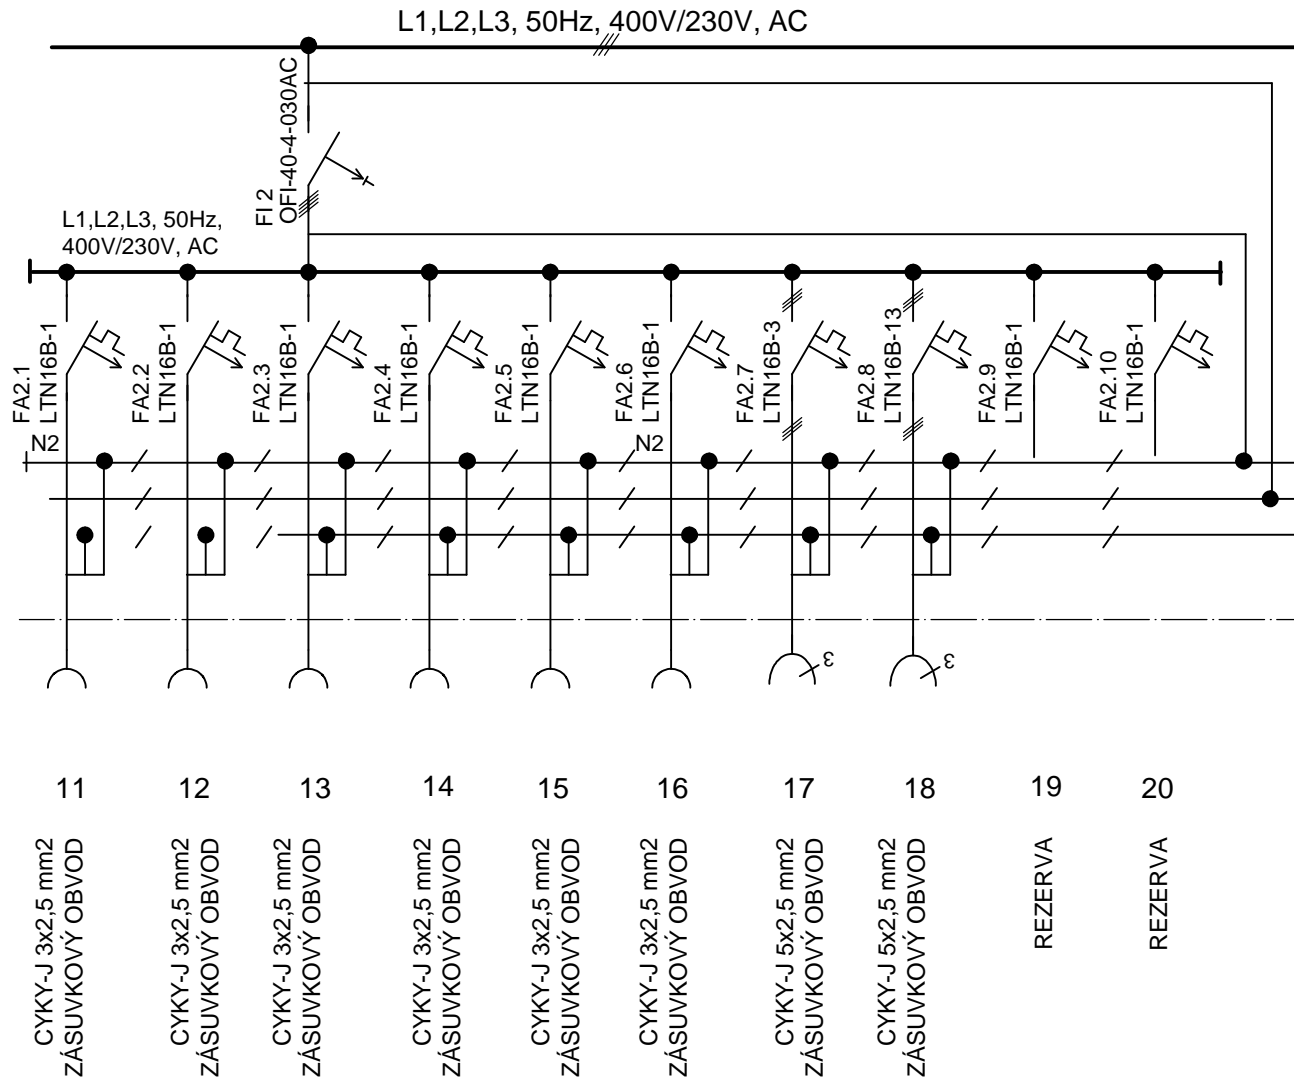 L1,L2,L3, 50Hz, 400V/230V, AC
FI 2
OFI-40-4-030AC
L1,L2,L3, 50Hz,
400V/230V, AC
FA2.1
LTN16B-1
FA2.2
LTN16B-1
FA2.3
LTN16B-1
FA2.4
LTN16B-1
FA2.5
LTN16B-1
FA2.6
LTN16B-1
FA2.7
LTN16B-3
FA2.8
LTN16B-13
FA2.9
LTN16B-1
FA2.10
LTN16B-1
N2
N2
3
3
11
12
13
14
15
16
17
18
19
20
CYKY-J 3x2,5 mm2
ZÁSUVKOVÝ OBVOD
CYKY-J 3x2,5 mm2
ZÁSUVKOVÝ OBVOD
CYKY-J 3x2,5 mm2
ZÁSUVKOVÝ OBVOD
CYKY-J 3x2,5 mm2
ZÁSUVKOVÝ OBVOD
CYKY-J 3x2,5 mm2
ZÁSUVKOVÝ OBVOD
CYKY-J 3x2,5 mm2
ZÁSUVKOVÝ OBVOD
CYKY-J 5x2,5 mm2
ZÁSUVKOVÝ OBVOD
CYKY-J 5x2,5 mm2
ZÁSUVKOVÝ OBVOD
REZERVA
REZERVA